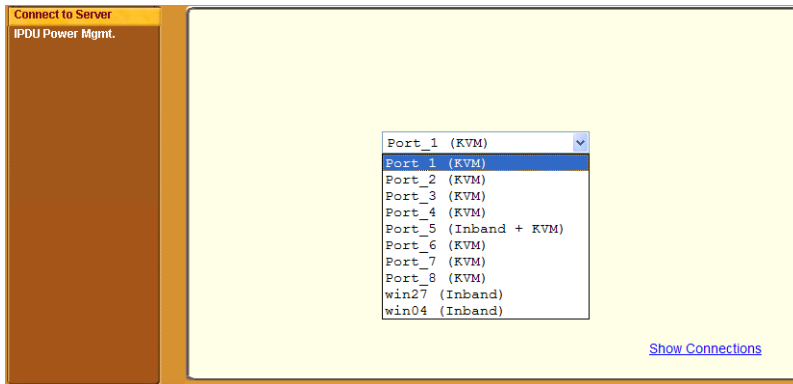 Connect to Server
IPDU Power Mgmt.
Port_1 (KVM)
Port_1 (KVM)
Port_2 (KVM)
Port_3 (KVM)
Port_4 (KVM)
Port_5 (Inband + KVM)
Port_6 (KVM)
Port_7 (KVM)
Port_8 (KVM)
win27 (Inband)
win04 (Inband)
Show Connections